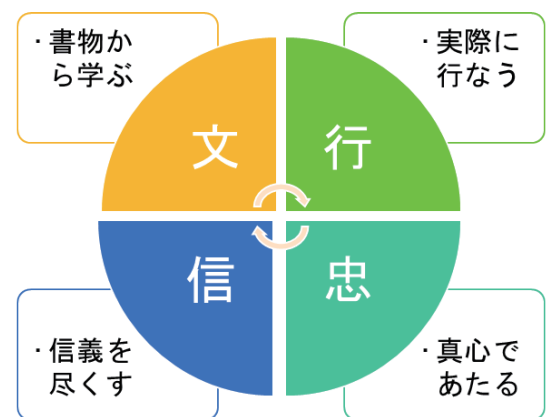 ・書物か
ら学ぶ
・実際に
行なう
文
行
信
忠
・信義を
尽くす
・真心で
あたる